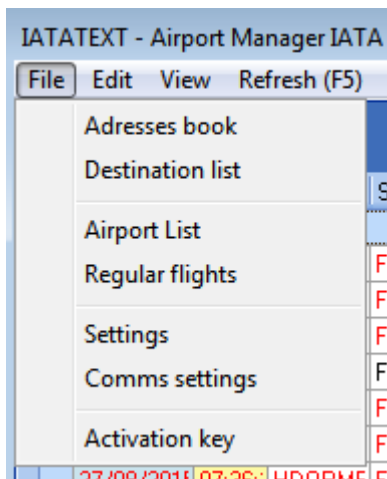 IATATEXT - Airport Manager IATA
File Edit View Refresh (F5)
Adresses book
Destination list
Airport List
Regular flights
Settings
Comms settings
Activation key